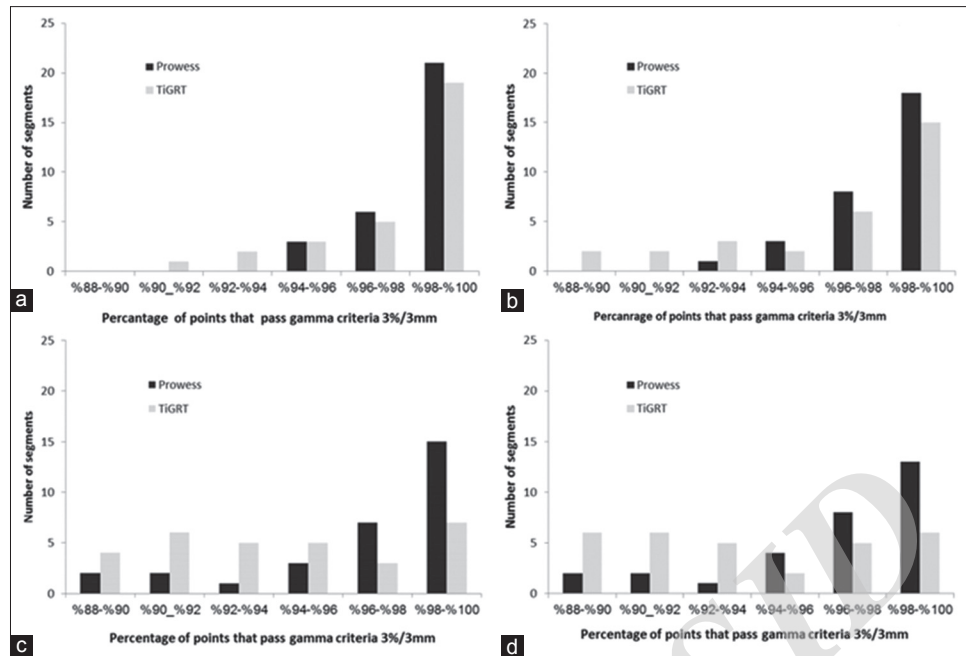 25
20
15
10
5
0
Number of segments
Prowess
TiGRT
%88-%90 %90_%92 %92-%94 %94-%96 %96-%98 %98-%100
Percantage of points that pass gamma criteria 3%/3mm
a
25
20
15
10
5
0
Number of segments
Prowess
TiGRT
%88-%90 %90_%92 %92-%94 %94-%96 %96-%98 %98-%100
Percanrage of points that pass gamma criteria 3%/3mm
b
25
20
15
10
5
0
Number of segments
Prowess
TiGRT
%88-%90 %90_%92 %92-%94 %94-%96 %96-%98 %98-%100
Percentage of points that pass gamma criteria 3%/3mm
c
25
20
15
10
5
0
Number of segments
Prowess
TiGRT
%88-%90 %90_%92 %92-%94 %94-%96 %96-%98 %98-%100
Percentage of points that pass gamma criteria 3%/3mm
d